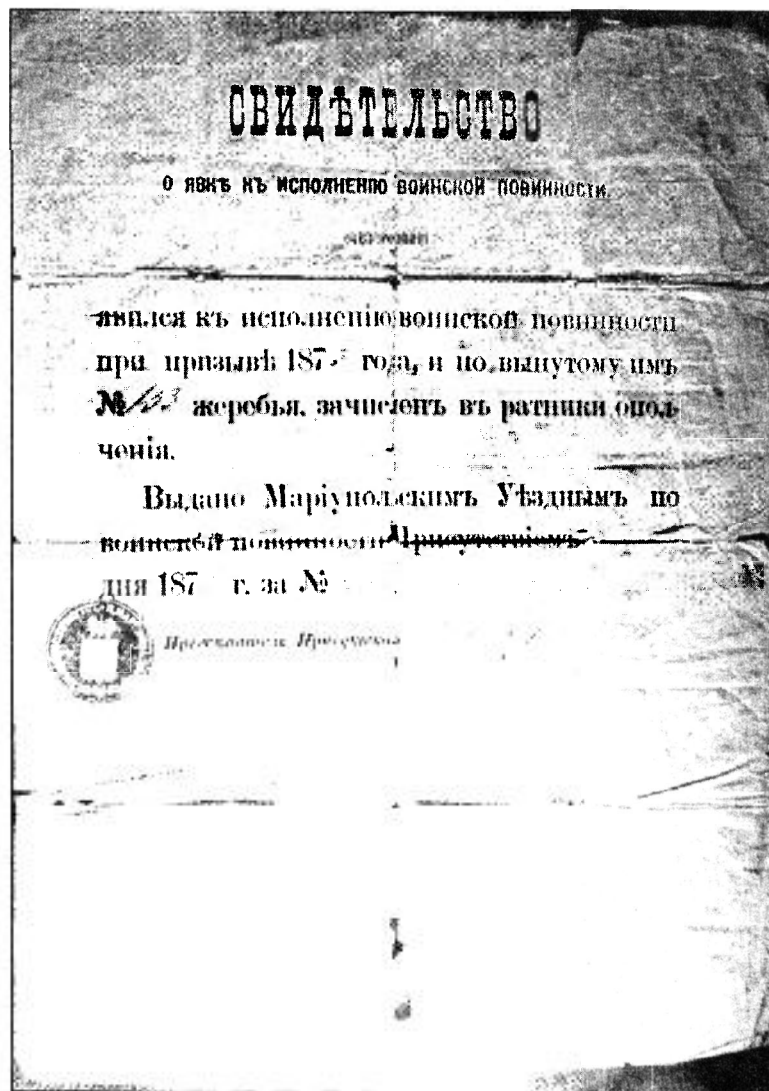 СВИДѢТЕЛЬСТВО
О ЯВКѢ КЪ ИСПОЛНЕНІЮ ВОИНСКОЙ ПОВИННОСТИ.
явился къ исполненію воинской повинности
при призывѣ 187 года, и по вынутому имъ
№ жеребья, зачисленъ въ ратники опол-
ченія.
Выдано Маріупольскимъ Уѣзднымъ по
воинской повинности Присутствіемъ
дня 187 г. за №